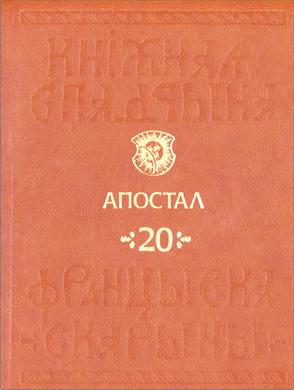 КНІЖНАЯ
СПАДЧЫНА
АПОСТАЛ
20
ФРАНЦЫСКА
СКАРЫНЫ